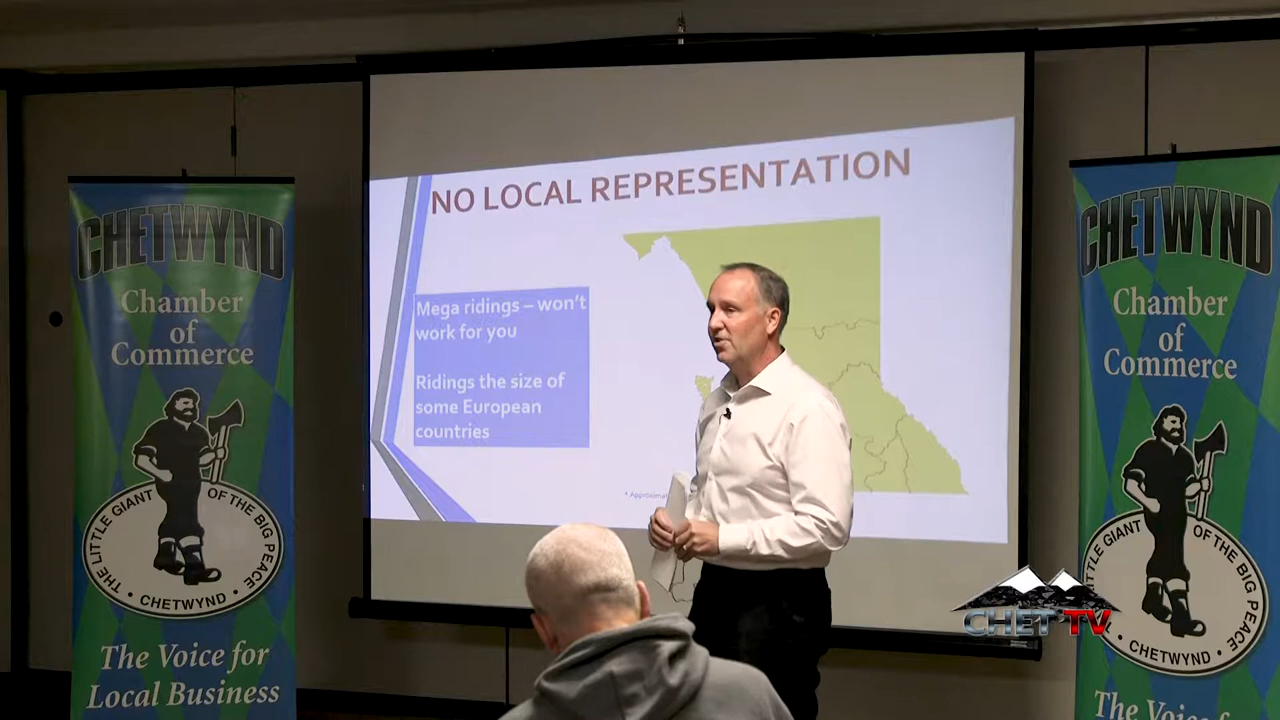 NO LOCAL REPRESENTATION
Mega ridings – won't
work for you
Ridings the size of
some European
countries
CHETWYND
Chamber
of
Commerce
THE LITTLE GIANT OF THE BIG PEACE
• CHETWYND •
The Voice for
Local Business
CHETWYND
Chamber
of
Commerce
LITTLE GIANT OF THE BIG PEACE
• CHETWYND •
The Voice
CHET TV